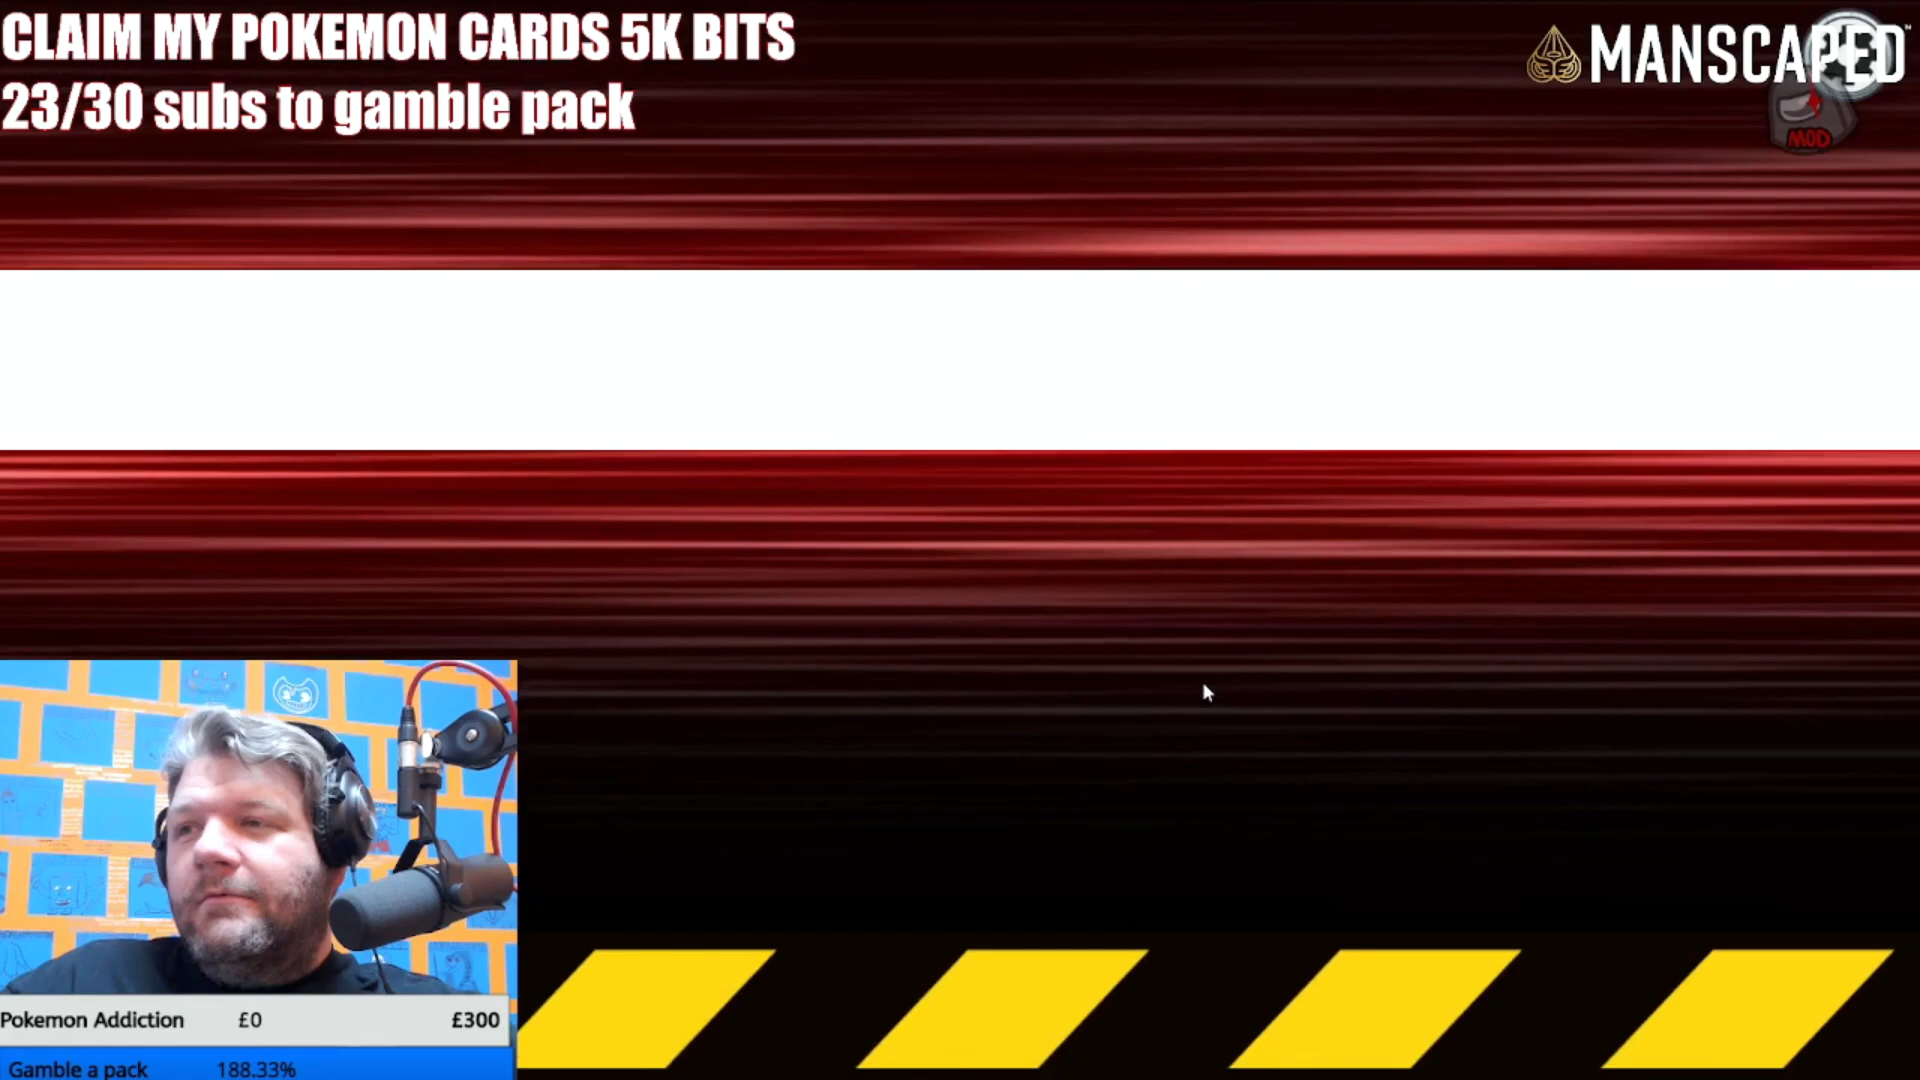 CLAIM MY POKEMON CARDS 5K BITS
23/30 subs to gamble pack
MANSCAPED
MOD
Pokemon Addiction £0 £300
Gamble a pack 188.33%